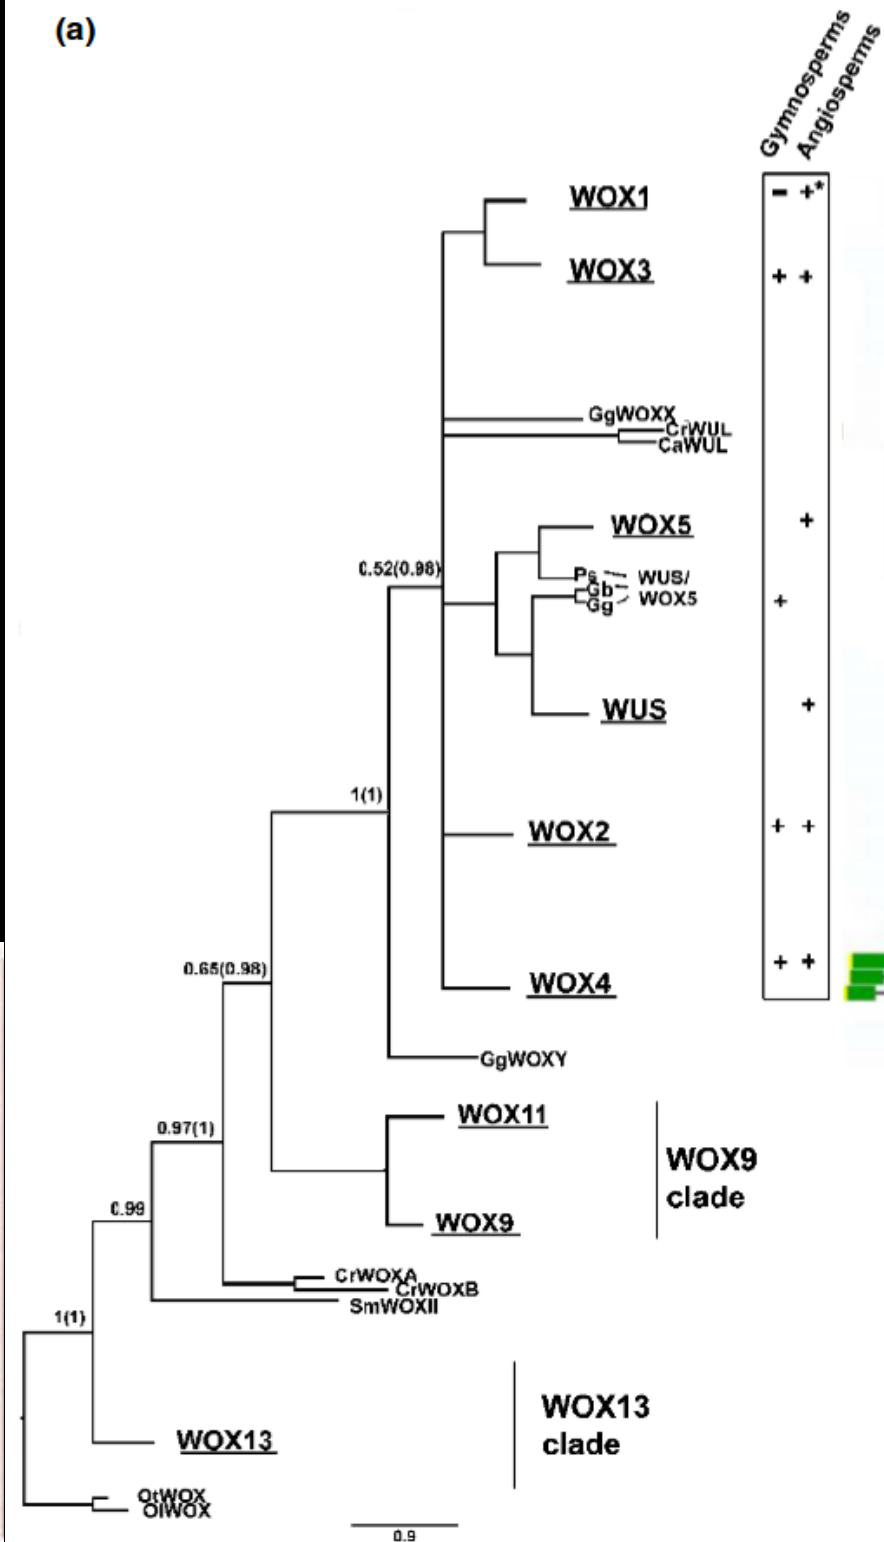 (a)
Gymnosperms
Angiosperms
WOX1
- +*
WOX3
+ +
GgWOXX
CrWUL
CaWUL
WOX5
+
0.52(0.98)
Ps
Gb
Gg
WUS/
WOX5
+
WUS
+
1(1)
WOX2
+ +
0.65(0.98)
WOX4
+ +
GgWOXY
WOX11
0.97(1)
WOX9
clade
0.99
WOX9
CrWOXA
CrWOXB
SmWOXII
1(1)
WOX13
clade
WOX13
OtWOX
OlWOX
0.9